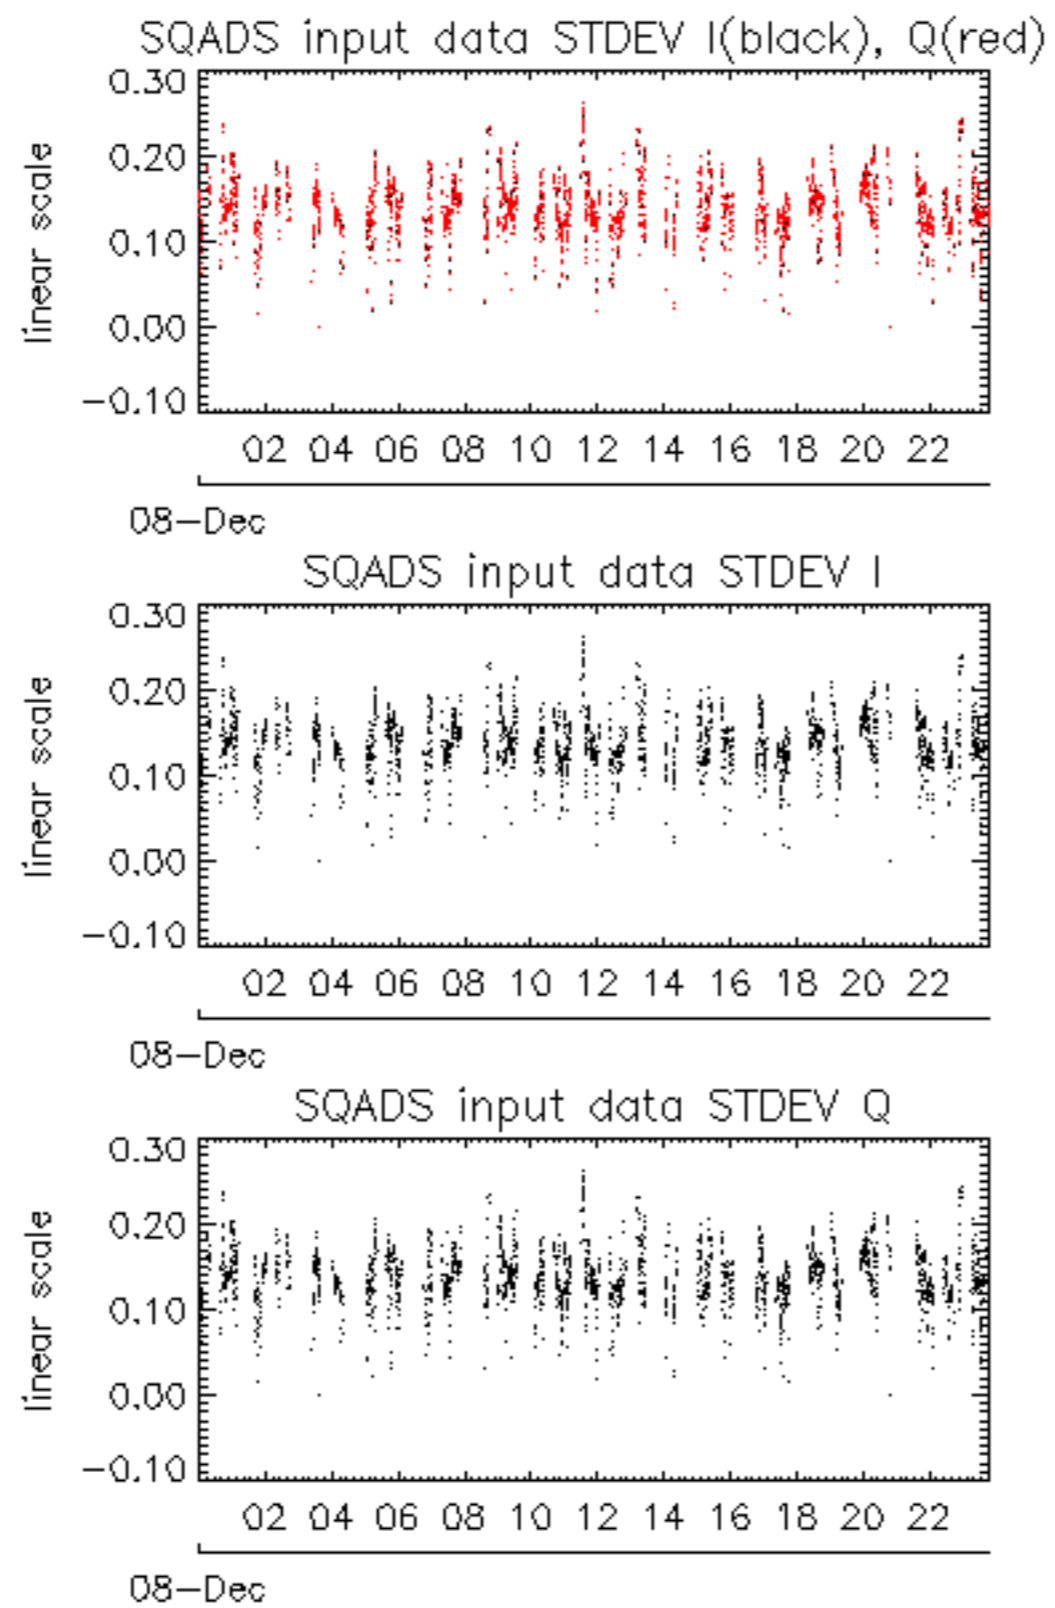 SQADS input data STDEV I(black), Q(red)
0.30
0.20
0.10
0.00
-0.10
linear scale
02 04 06 08 10 12 14 16 18 20 22
08-Dec
SQADS input data STDEV I
0.30
0.20
0.10
0.00
-0.10
linear scale
02 04 06 08 10 12 14 16 18 20 22
08-Dec
SQADS input data STDEV Q
0.30
0.20
0.10
0.00
-0.10
linear scale
02 04 06 08 10 12 14 16 18 20 22
08-Dec